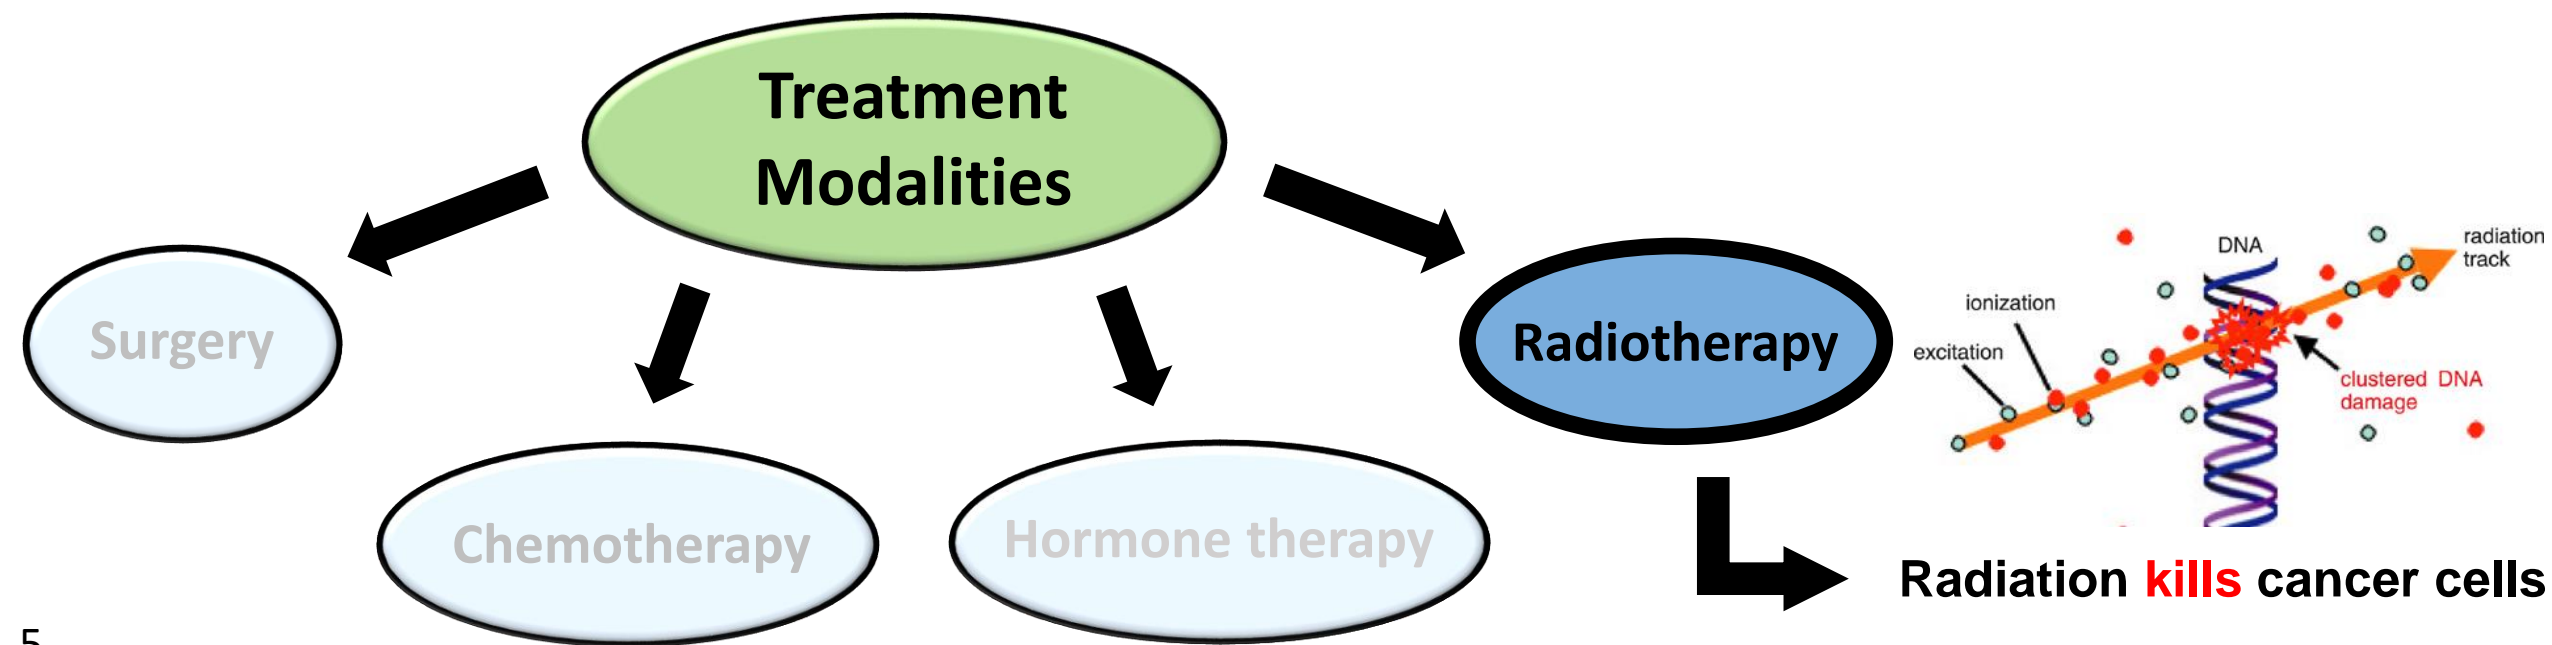 Treatment
Modalities
Surgery
Chemotherapy
Hormone therapy
Radiotherapy
DNA
radiation
track
ionization
excitation
clustered DNA
damage
Radiation kills cancer cells
5